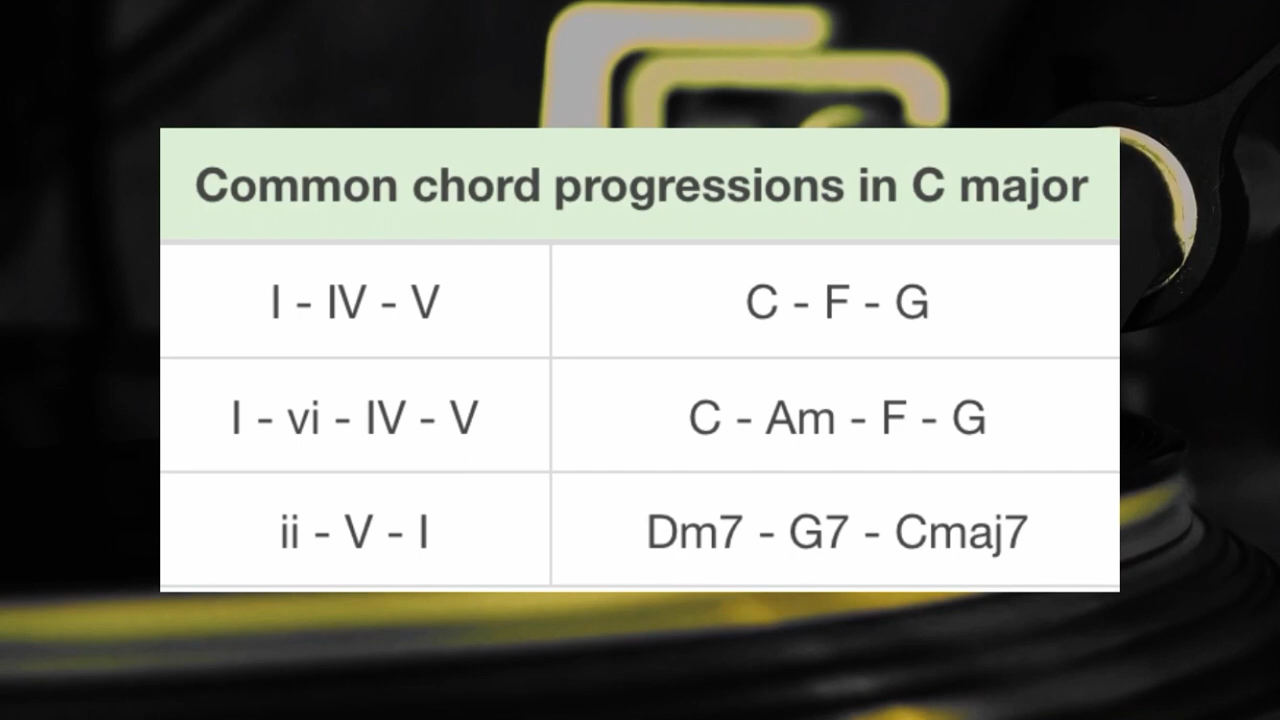 Common chord progressions in C major
I - IV - V
C - F - G
I - vi - IV - V
C - Am - F - G
ii - V - I
Dm7 - G7 - Cmaj7